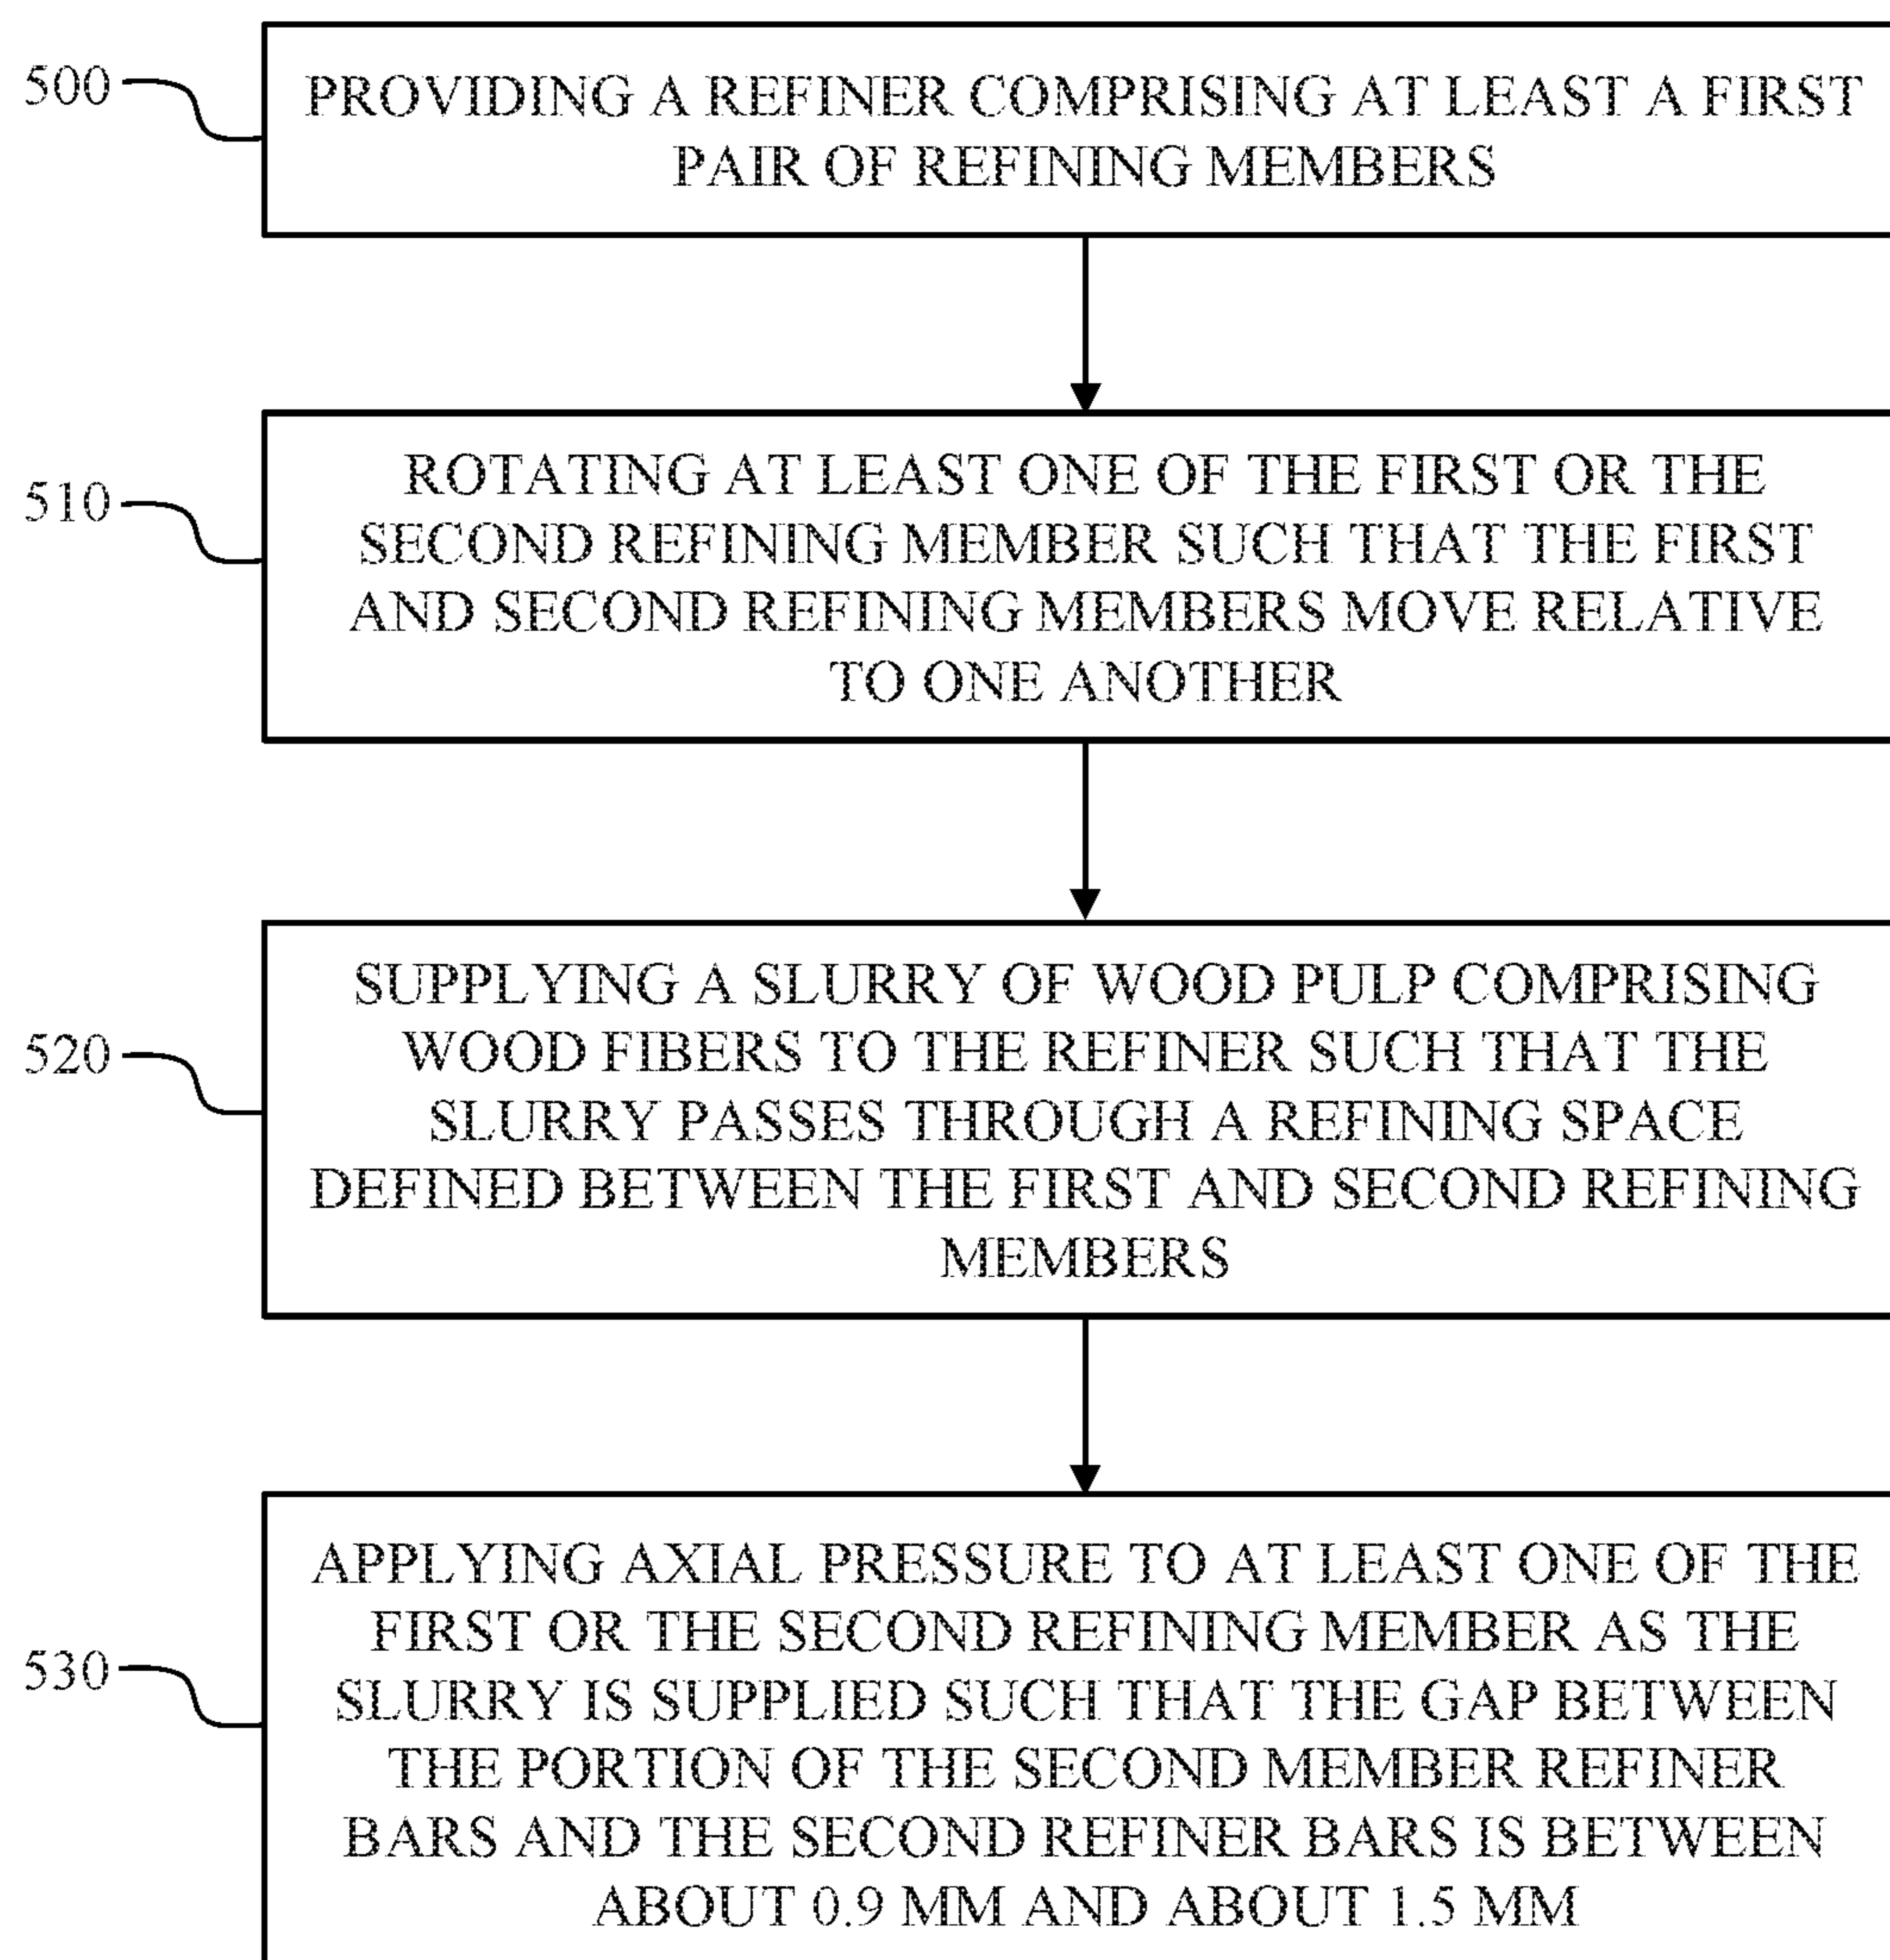 500
PROVIDING A REFINER COMPRISING AT LEAST A FIRST
PAIR OF REFINING MEMBERS
510
ROTATING AT LEAST ONE OF THE FIRST OR THE
SECOND REFINING MEMBER SUCH THAT THE FIRST
AND SECOND REFINING MEMBERS MOVE RELATIVE
TO ONE ANOTHER
520
SUPPLYING A SLURRY OF WOOD PULP COMPRISING
WOOD FIBERS TO THE REFINER SUCH THAT THE
SLURRY PASSES THROUGH A REFINING SPACE
DEFINED BETWEEN THE FIRST AND SECOND REFINING
MEMBERS
530
APPLYING AXIAL PRESSURE TO AT LEAST ONE OF THE
FIRST OR THE SECOND REFINING MEMBER AS THE
SLURRY IS SUPPLIED SUCH THAT THE GAP BETWEEN
THE PORTION OF THE SECOND MEMBER REFINER
BARS AND THE SECOND REFINER BARS IS BETWEEN
ABOUT 0.9 MM AND ABOUT 1.5 MM